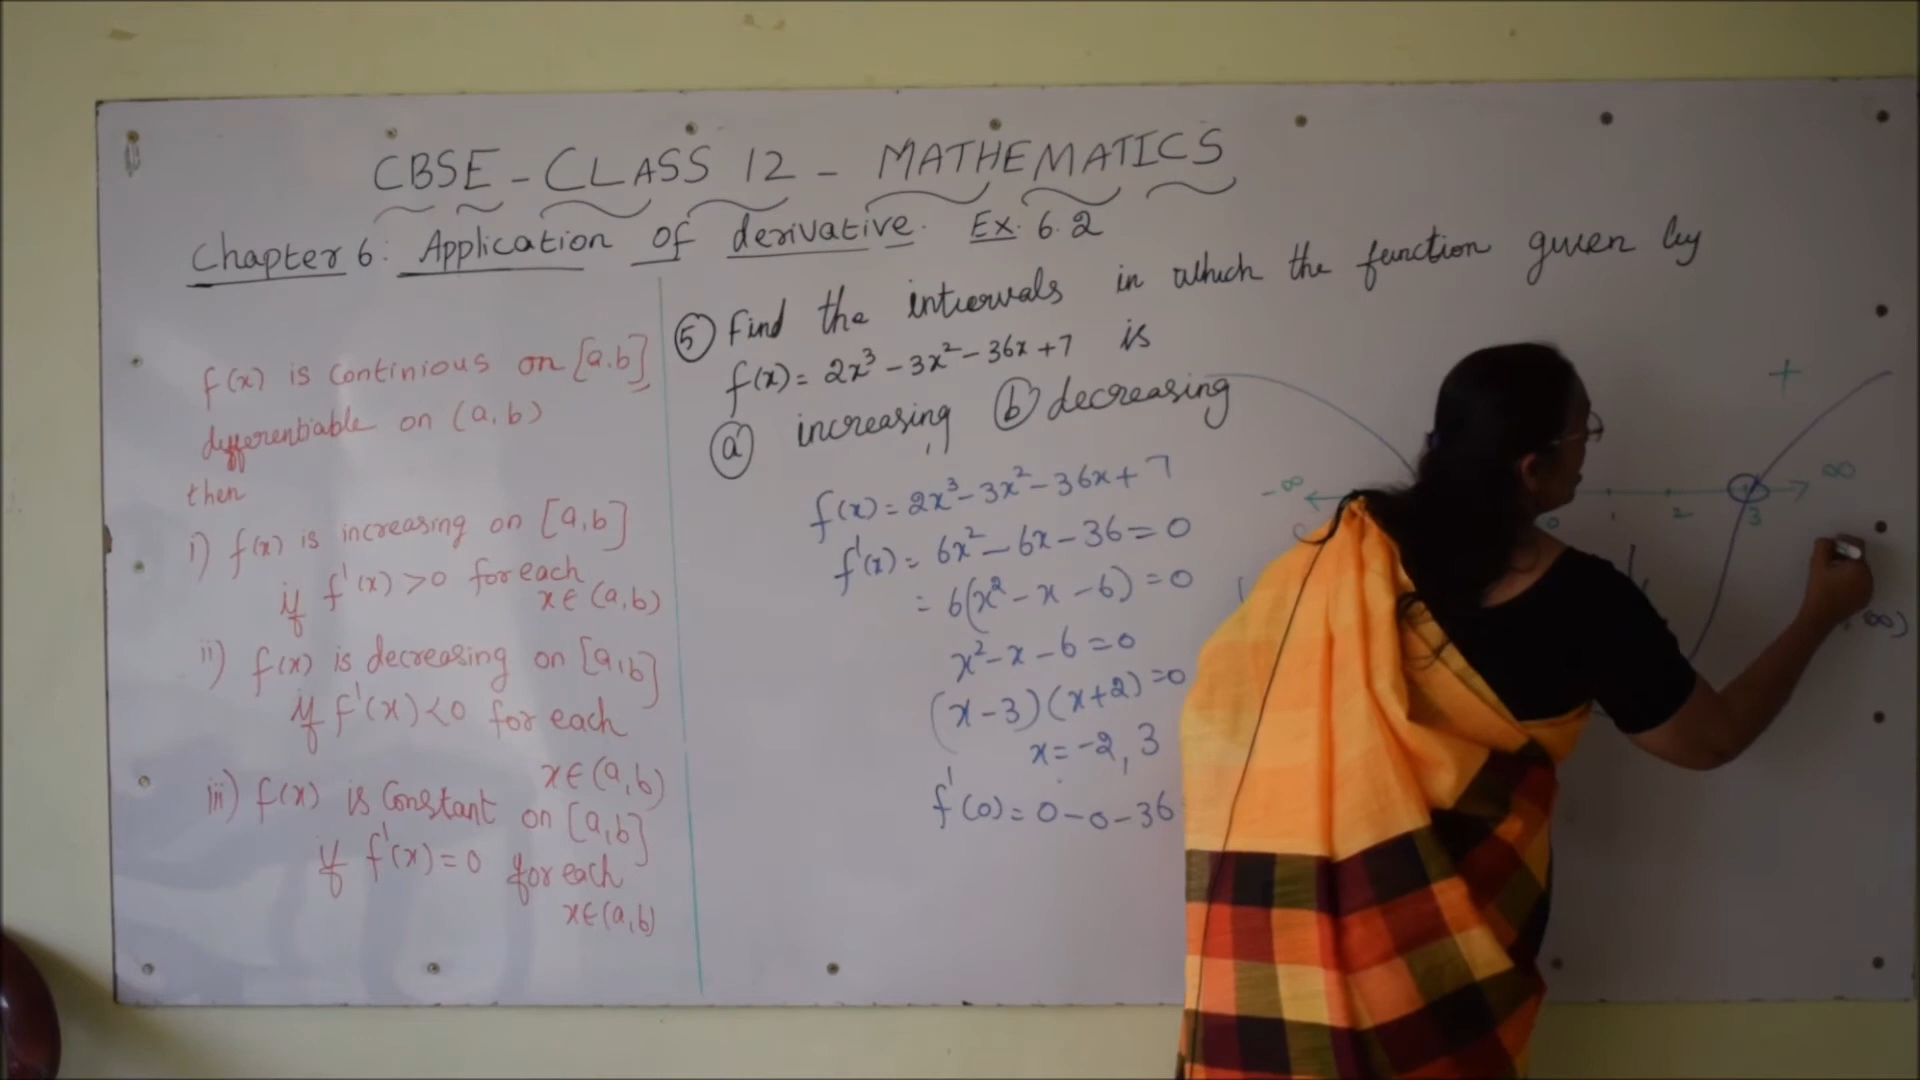 CBSE - CLASS 12 - MATHEMATICS
Chapter 6: Application of derivative. Ex. 6.2
f(x) is Continious on [a,b]
differentiable on (a,b)
then
i) f(x) is increasing on [a,b]
if f'(x) >0 for each
x∈(a,b)
ii) f(x) is decreasing on [a,b]
if f'(x) <0 for each
x∈(a,b)
iii) f(x) is Constant on [a,b]
if f'(x)=0 for each
x∈(a,b)
⑤ Find the intervals in which the function given by
f(x)= 2x³-3x²-36x+7 is
ⓐ increasing ⓑ decreasing
f(x)=2x³-3x²-36x+7
f'(x)= 6x²-6x-36=0
= 6(x²-x-6)=0
x²-x-6=0
(x-3)(x+2)=0
x=-2, 3
f'(0)=0-0-36
+
-∞ ∞
0 1 2 3
∞)